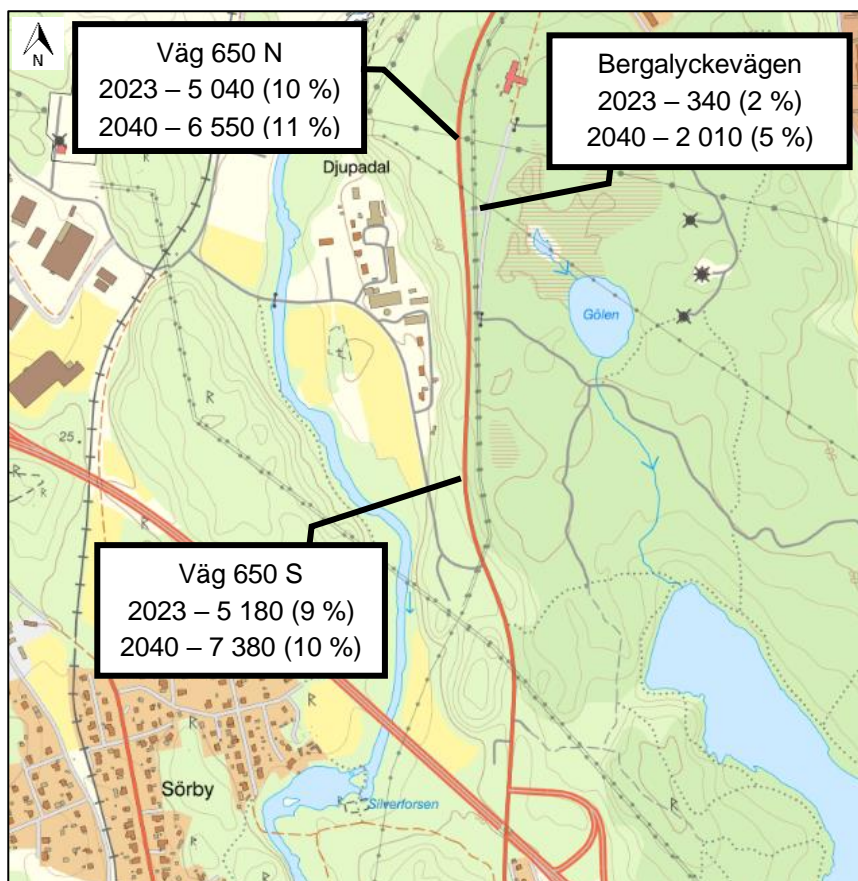 N
Väg 650 N
2023 – 5 040 (10 %)
2040 – 6 550 (11 %)
Bergalyckevägen
2023 – 340 (2 %)
2040 – 2 010 (5 %)
Djupadal
Gölen
R
R
25
Väg 650 S
2023 – 5 180 (9 %)
2040 – 7 380 (10 %)
R
R
R
Sörby
Silverforsen
R
R
R